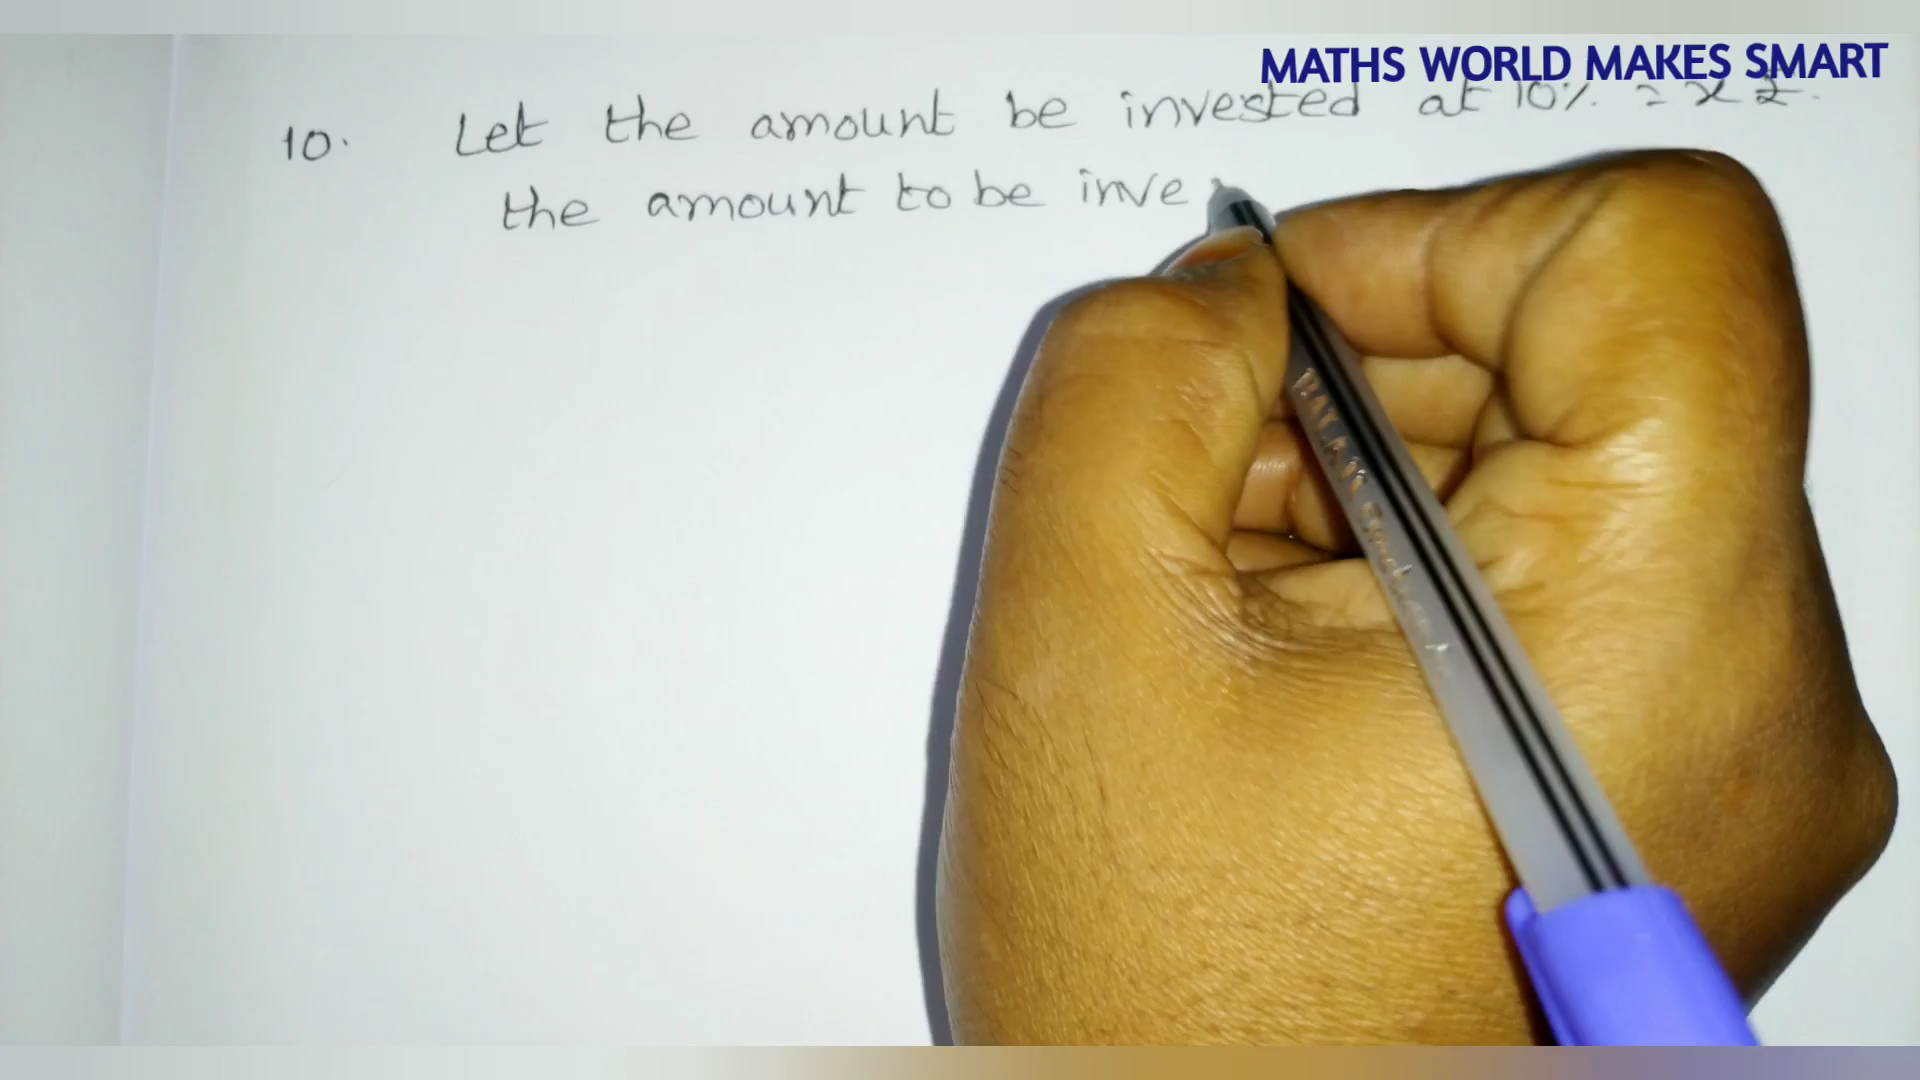 MATHS WORLD MAKES SMART
10. Let the amount be invested at 10% = x
the amount to be inve